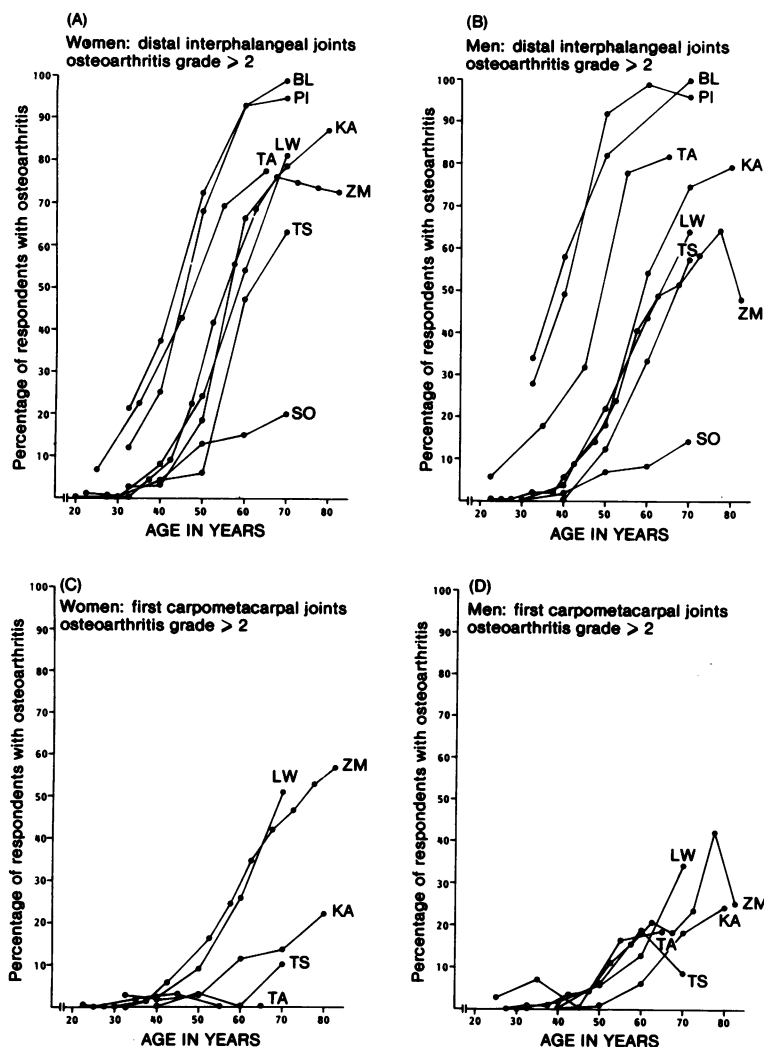 (A)
Women: distal interphalangeal joints
osteoarthritis grade ⩾ 2
Percentage of respondents with osteoarthritis
100
90
80
70
60
50
40
30
20
10
BL
PI
KA
LW
TA
ZM
TS
SO
20 30 40 50 60 70 80
AGE IN YEARS
(B)
Men: distal interphalangeal joints
osteoarthritis grade ⩾ 2
Percentage of respondents with osteoarthritis
100
90
80
70
60
50
40
30
20
10
BL
PI
TA
KA
LW
TS
ZM
SO
20 30 40 50 60 70 80
AGE IN YEARS
(C)
Women: first carpometacarpal joints
osteoarthritis grade ⩾ 2
Percentage of respondents with osteoarthritis
100
90
80
70
60
50
40
30
20
10
LW
ZM
KA
TS
TA
20 30 40 50 60 70 80
AGE IN YEARS
(D)
Men: first carpometacarpal joints
osteoarthritis grade ⩾ 2
Percentage of respondents with osteoarthritis
100
90
80
70
60
50
40
30
20
10
LW
ZM
KA
TA
TS
20 30 40 50 60 70 80
AGE IN YEARS